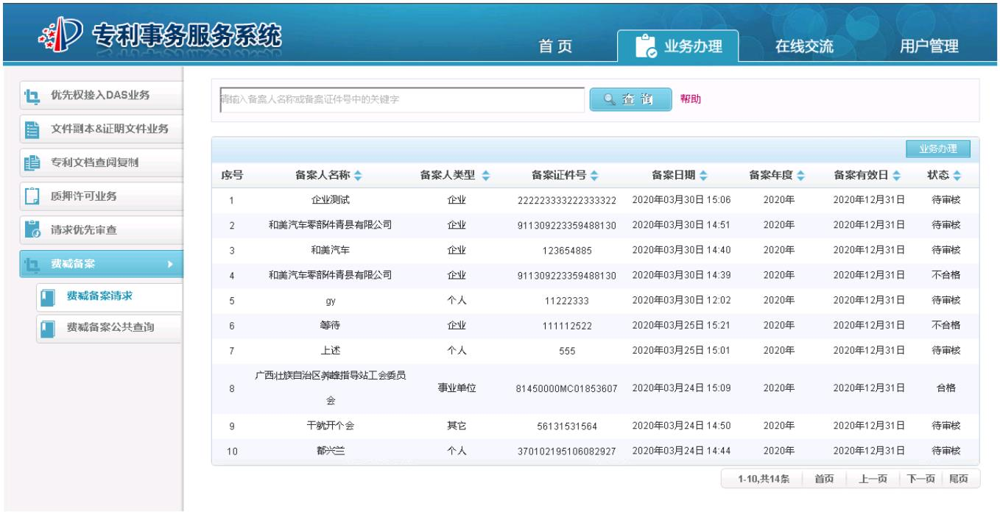 专利事务服务系统
首页 业务办理 在线交流 用户管理
优先权接入DAS业务
文件副本&证明文件业务
专利文档查阅复制
质押许可业务
请求优先审查
费减备案
费减备案请求
费减备案公共查询
请输入备案人名称或备案证件号中的关键字 查询 帮助
业务办理
序号 备案人名称 备案人类型 备案证件号 备案日期 备案年度 备案有效日 状态
1 企业测试 企业 222223333222333322 2020年03月30日 15:06 2020年 2020年12月31日 待审核
2 和美汽车零部件青县有限公司 企业 911309223359488130 2020年03月30日 14:51 2020年 2020年12月31日 待审核
3 和美汽车 企业 123654885 2020年03月30日 14:40 2020年 2020年12月31日 待审核
4 和美汽车零部件青县有限公司 企业 911309223359488130 2020年03月30日 14:39 2020年 2020年12月31日 不合格
5 gy 个人 11222333 2020年03月30日 12:02 2020年 2020年12月31日 待审核
6 等待 企业 111112522 2020年03月25日 15:21 2020年 2020年12月31日 不合格
7 上述 个人 555 2020年03月25日 15:01 2020年 2020年12月31日 待审核
8 广西壮族自治区养蜂指导站工会委员
会 事业单位 81450000MC01853607 2020年03月24日 15:09 2020年 2020年12月31日 合格
9 干就开个会 其它 56131531564 2020年03月24日 14:50 2020年 2020年12月31日 待审核
10 都兴兰 个人 370102195106082927 2020年03月24日 14:44 2020年 2020年12月31日 待审核
1-10,共14条 首页 上一页 下一页 尾页